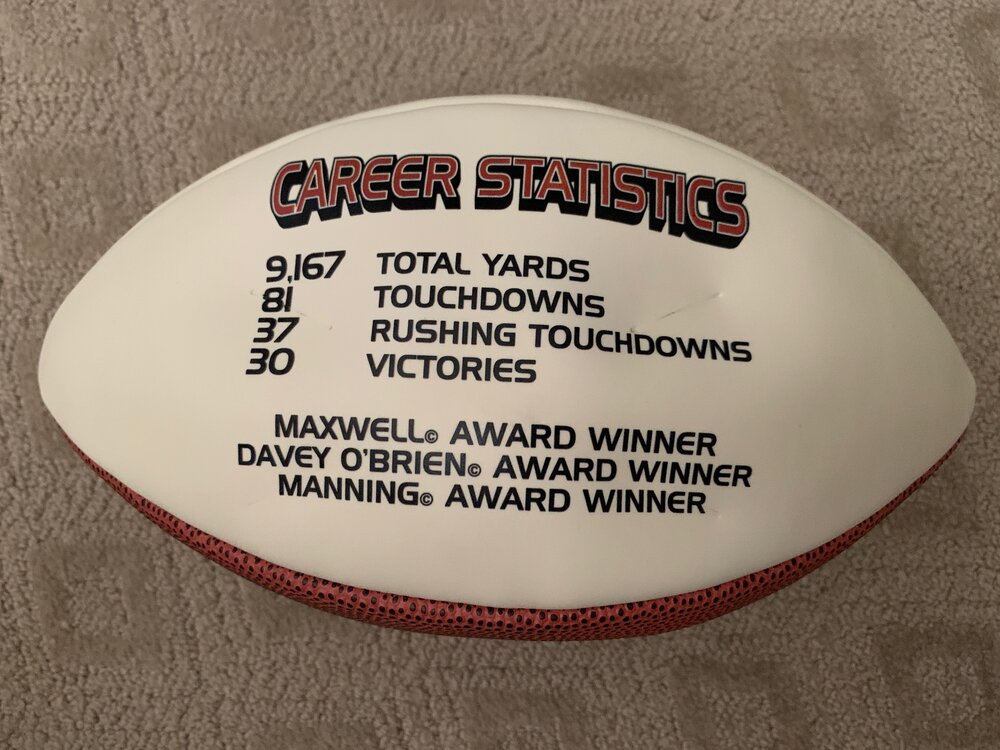 CAREER STATISTICS
9,167 TOTAL YARDS
81 TOUCHDOWNS
37 RUSHING TOUCHDOWNS
30 VICTORIES
MAXWELL© AWARD WINNER
DAVEY O'BRIEN© AWARD WINNER
MANNING© AWARD WINNER